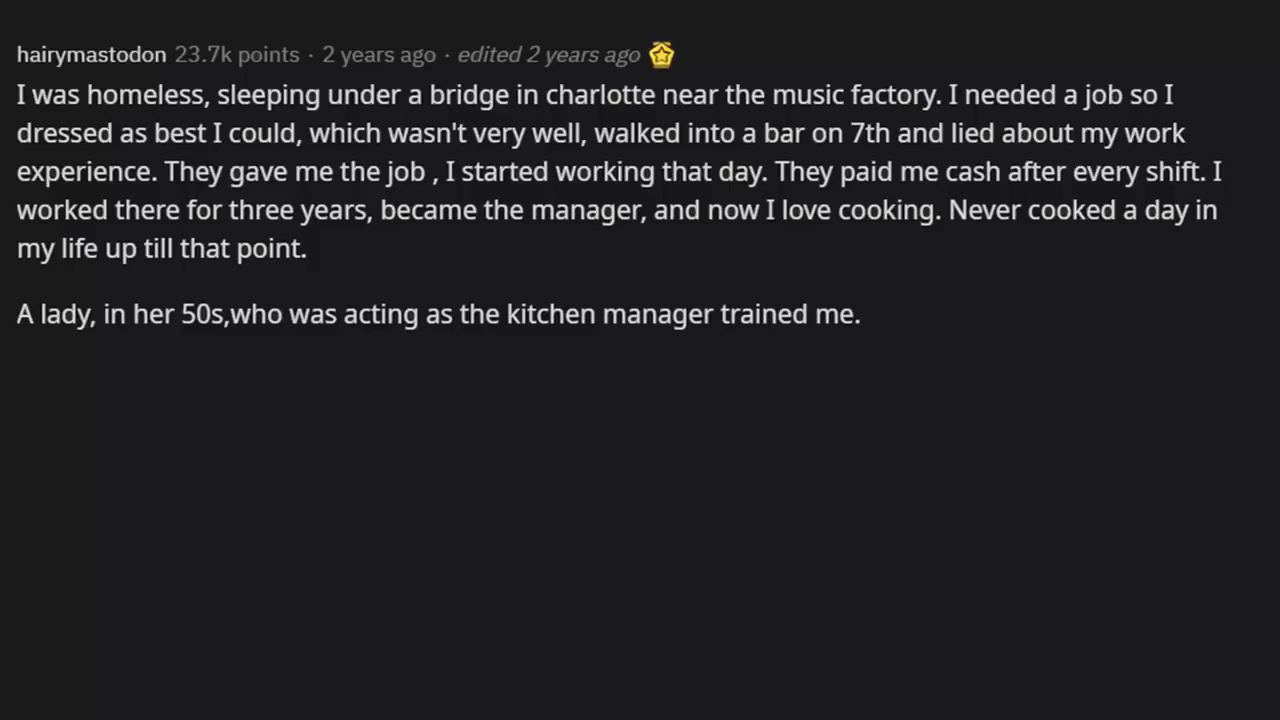 hairymastodon 23.7k points · 2 years ago · edited 2 years ago
I was homeless, sleeping under a bridge in charlotte near the music factory. I needed a job so I
dressed as best I could, which wasn't very well, walked into a bar on 7th and lied about my work
experience. They gave me the job , I started working that day. They paid me cash after every shift. I
worked there for three years, became the manager, and now I love cooking. Never cooked a day in
my life up till that point.
A lady, in her 50s,who was acting as the kitchen manager trained me.